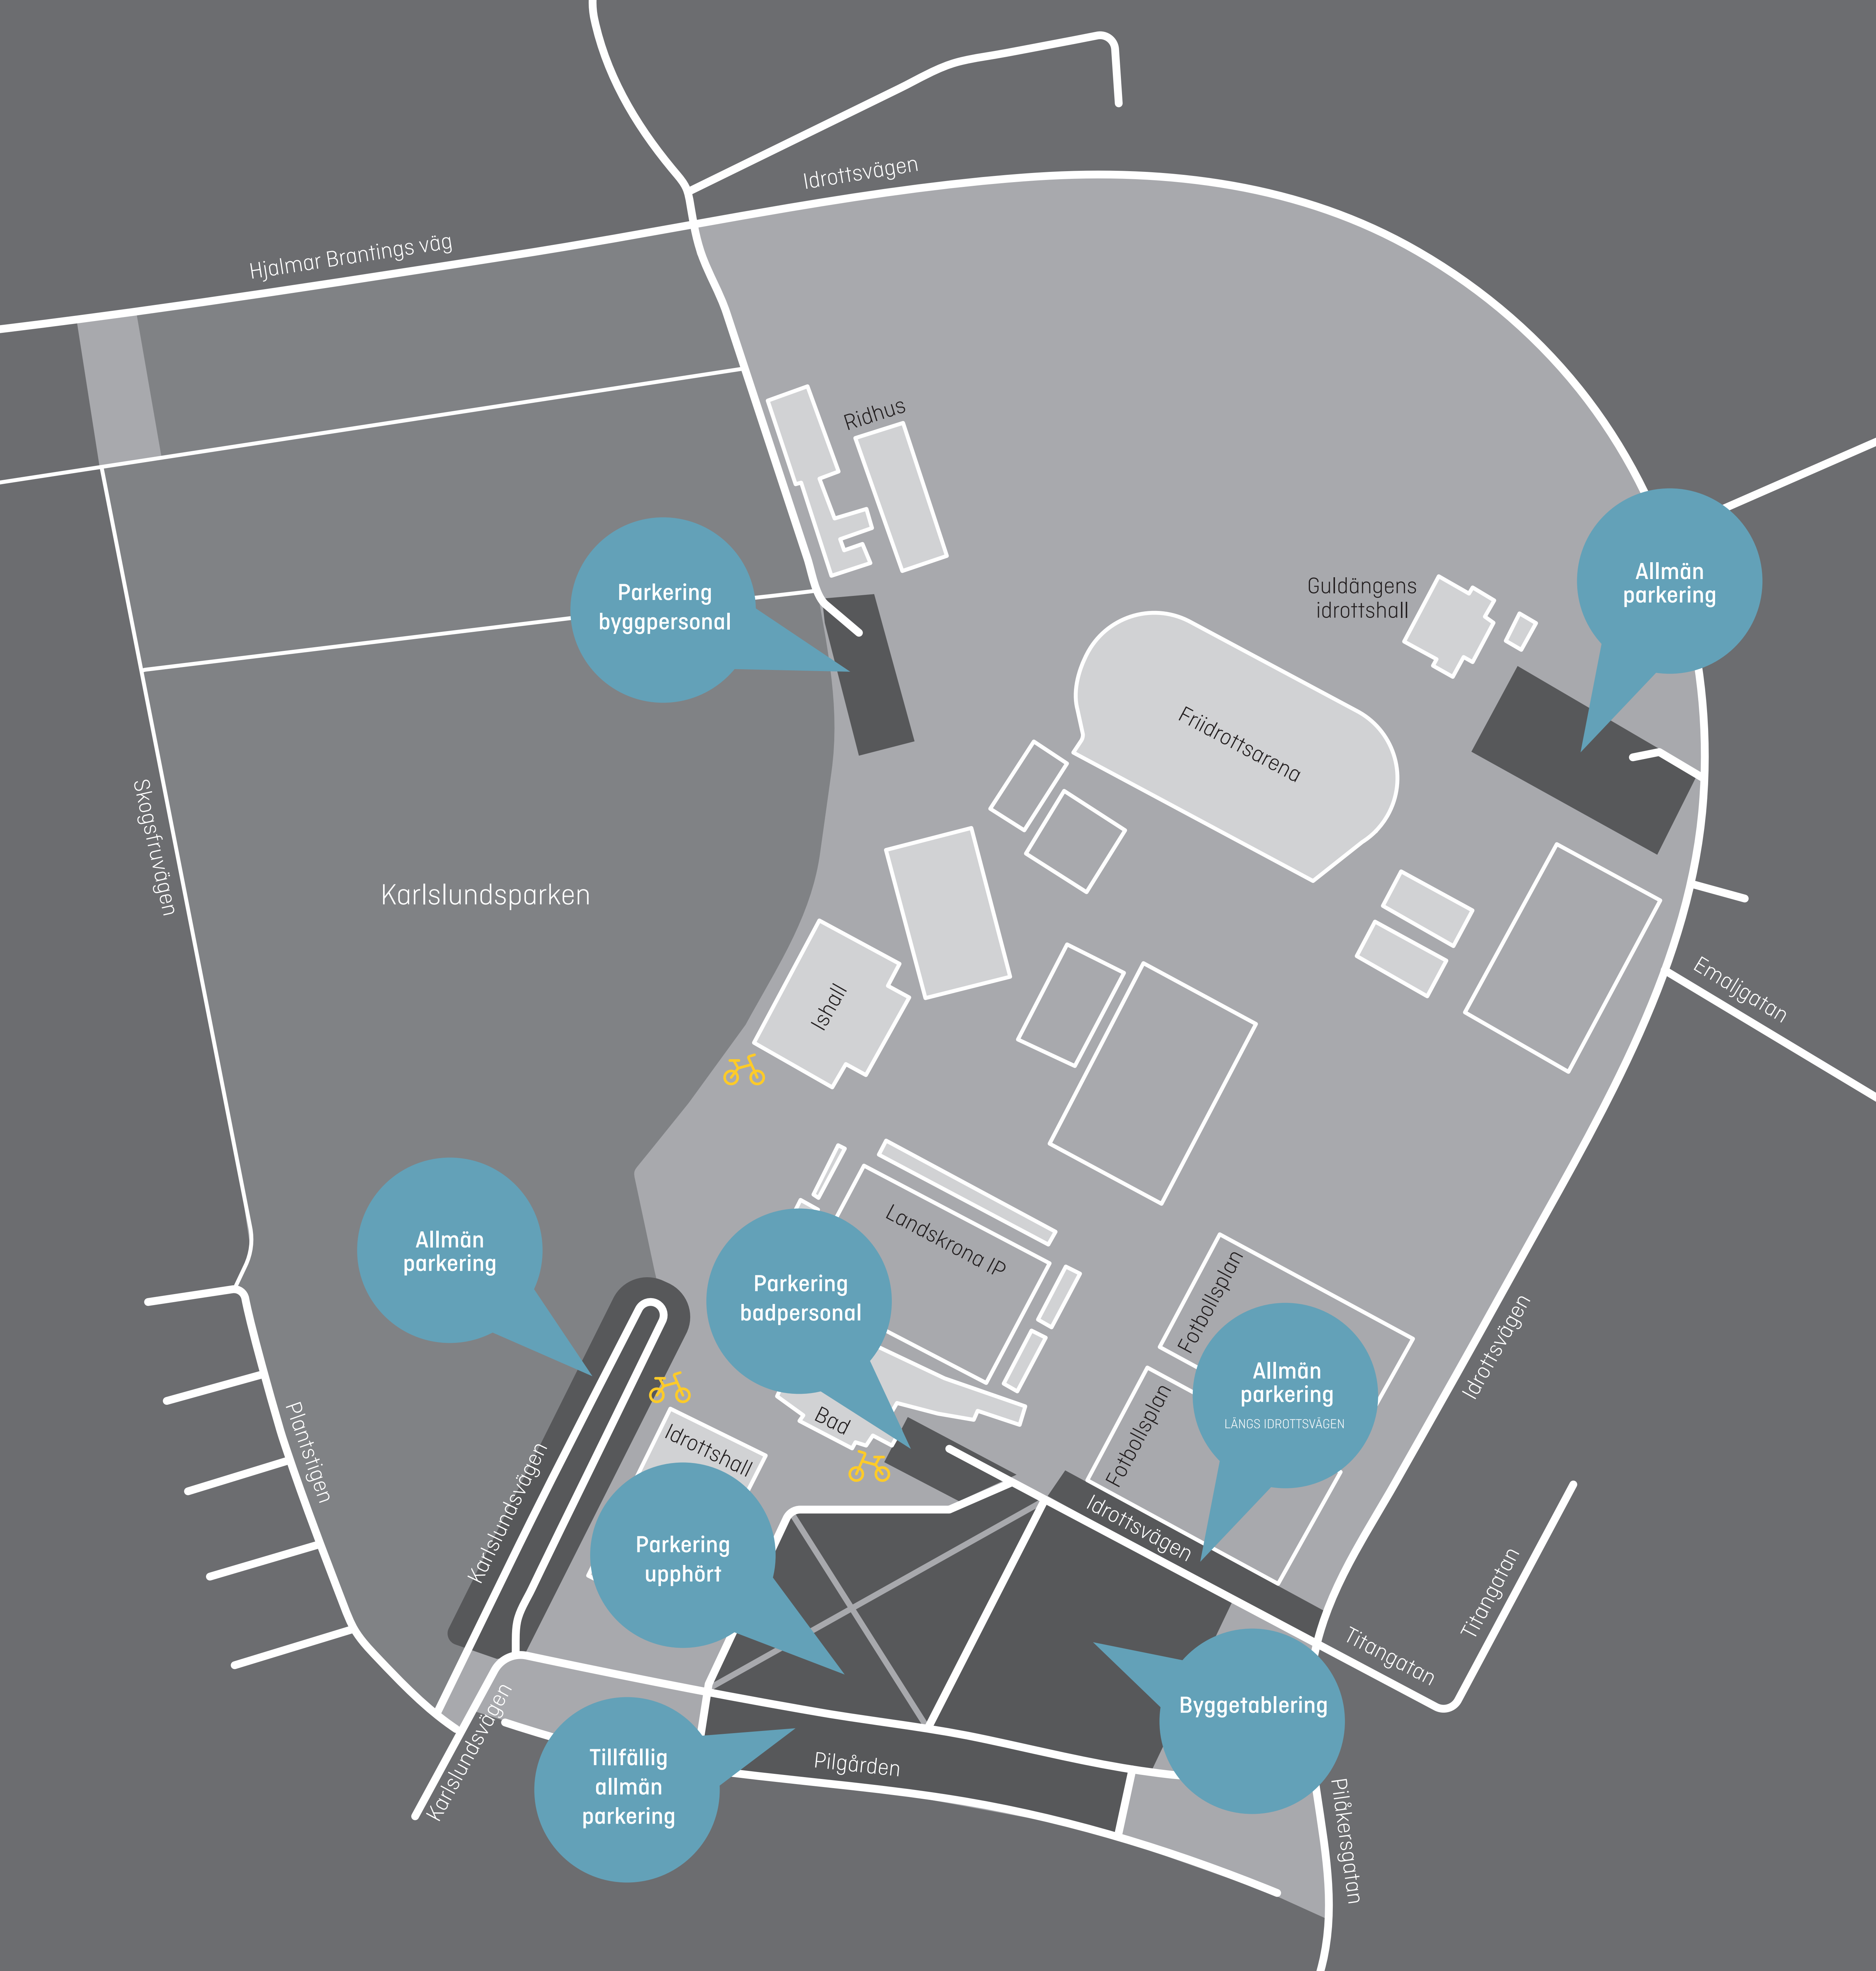 Idrottsvägen
Hjalmar Brantings väg
Ridhus
Parkering
byggpersonal
Guldängens
idrottshall
Allmän
parkering
Friidrottsarena
Skogsfruvägen
Karlslundsparken
Emaljgatan
Ishall
Landskrona IP
Allmän
parkering
Parkering
badpersonal
Fotbollsplan
Idrottsvägen
Allmän
parkering
LÄNGS IDROTTSVÄGEN
Fotbollsplan
Bad
Idrottshall
Plantstigen
Karlslundsvägen
Idrottsvägen
Parkering
upphört
Titangatan
Titangatan
Karlslundsvägen
Byggetablering
Tillfällig
allmän
parkering
Pilgården
Pilåkersgatan